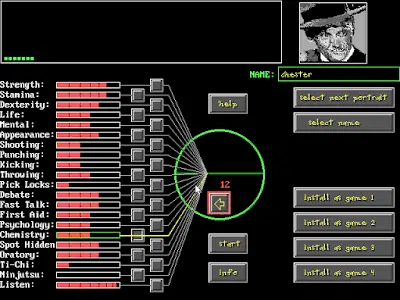 NAME: chester
Strength:
Stamina:
Dexterity:
Life:
Mental:
Appearance:
Shooting:
Punching:
Kicking:
Throwing:
Pick Locks:
Debate:
Fast Talk:
First Aid:
Psychology:
Chemistry:
Spot Hidden
Oratory:
Ti-Chi:
Ninjutsu:
Listen:
help
12
start
info
select next portrait
select name
install as game 1
install as game 2
install as game 3
install as game 4